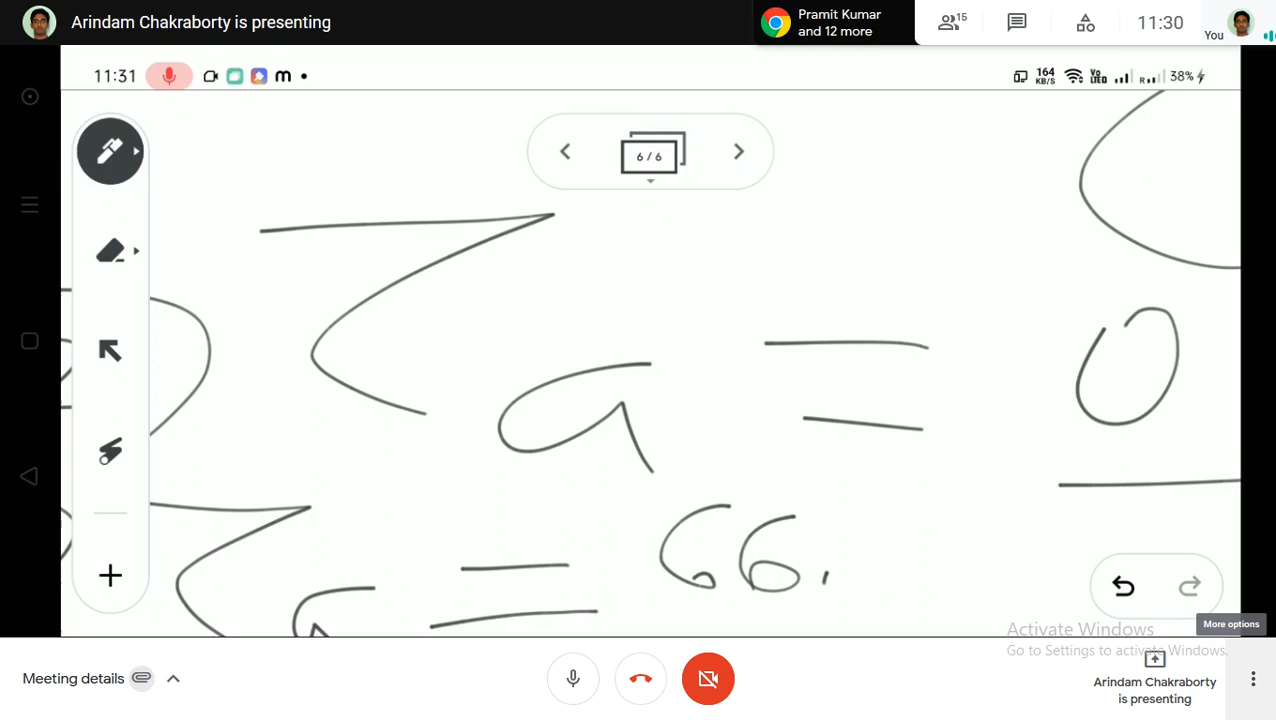 Arindam Chakraborty is presenting
Pramit Kumar
and 12 more
15
11:30
You
11:31
m
164
KB/S
Vo
LTE
R
38%
6 / 6
a = 0
= 66.
Activate Windows
Go to Settings to activate Windows.
More options
Meeting details
Arindam Chakraborty
is presenting